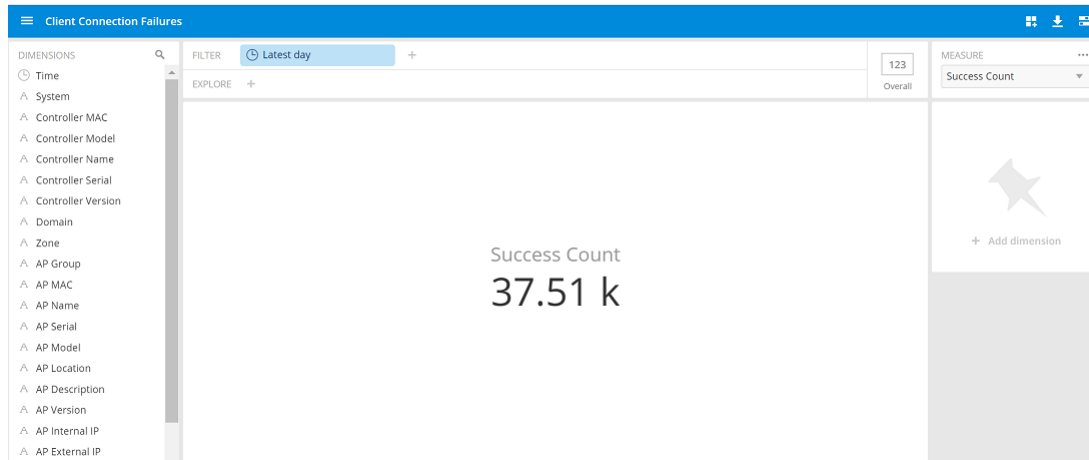 Client Connection Failures
DIMENSIONS
Time
System
Controller MAC
Controller Model
Controller Name
Controller Serial
Controller Version
Domain
Zone
AP Group
AP MAC
AP Name
AP Serial
AP Model
AP Location
AP Description
AP Version
AP Internal IP
AP External IP
FILTER Latest day +
EXPLORE +
123
Overall
Success Count
37.51 k
MEASURE ...
Success Count
+ Add dimension